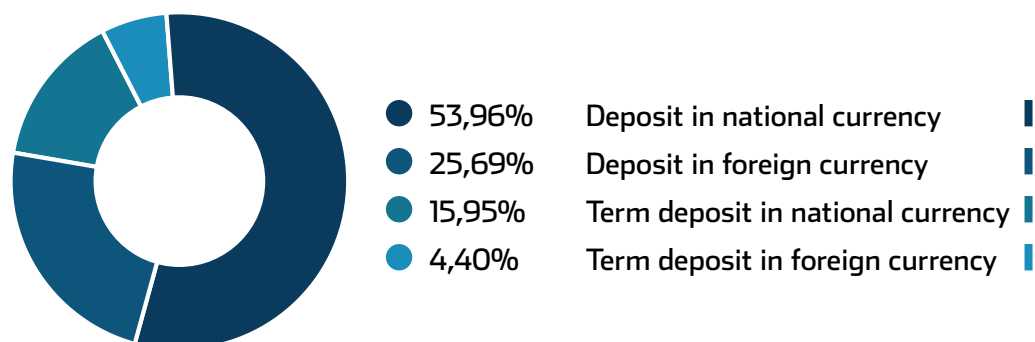 53,96% Deposit in national currency
25,69% Deposit in foreign currency
15,95% Term deposit in national currency
4,40% Term deposit in foreign currency